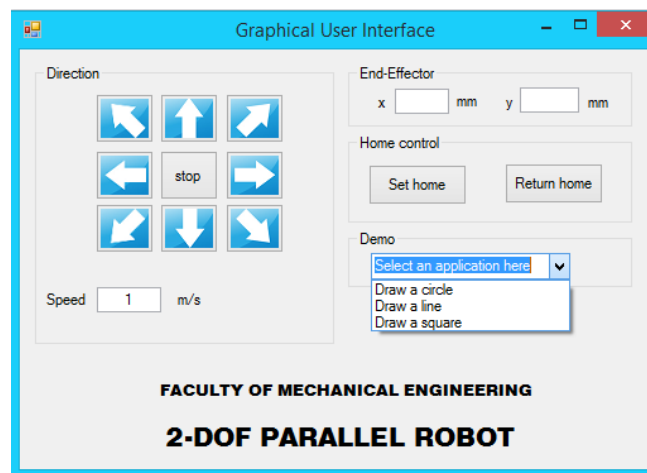 Graphical User Interface
Direction
stop
Speed 1 m/s
End-Effector
x mm y mm
Home control
Set home Return home
Demo
Select an application here
Draw a circle
Draw a line
Draw a square
FACULTY OF MECHANICAL ENGINEERING
2-DOF PARALLEL ROBOT